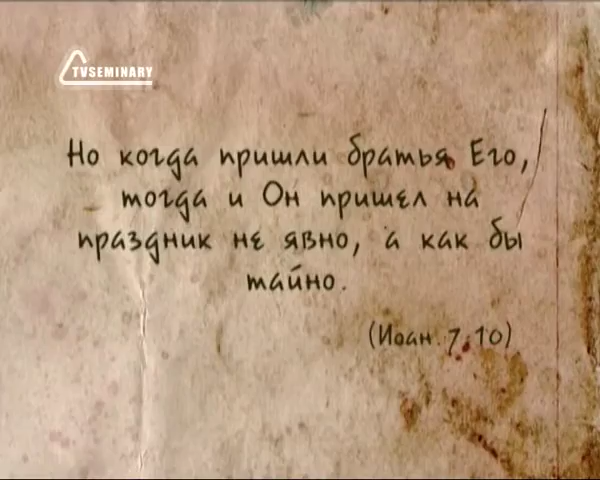 TVSEMINARY
Но когда пришли братья Его,
тогда и Он пришел на
праздник не явно, а как бы
тайно.
(Иоан. 7,10)